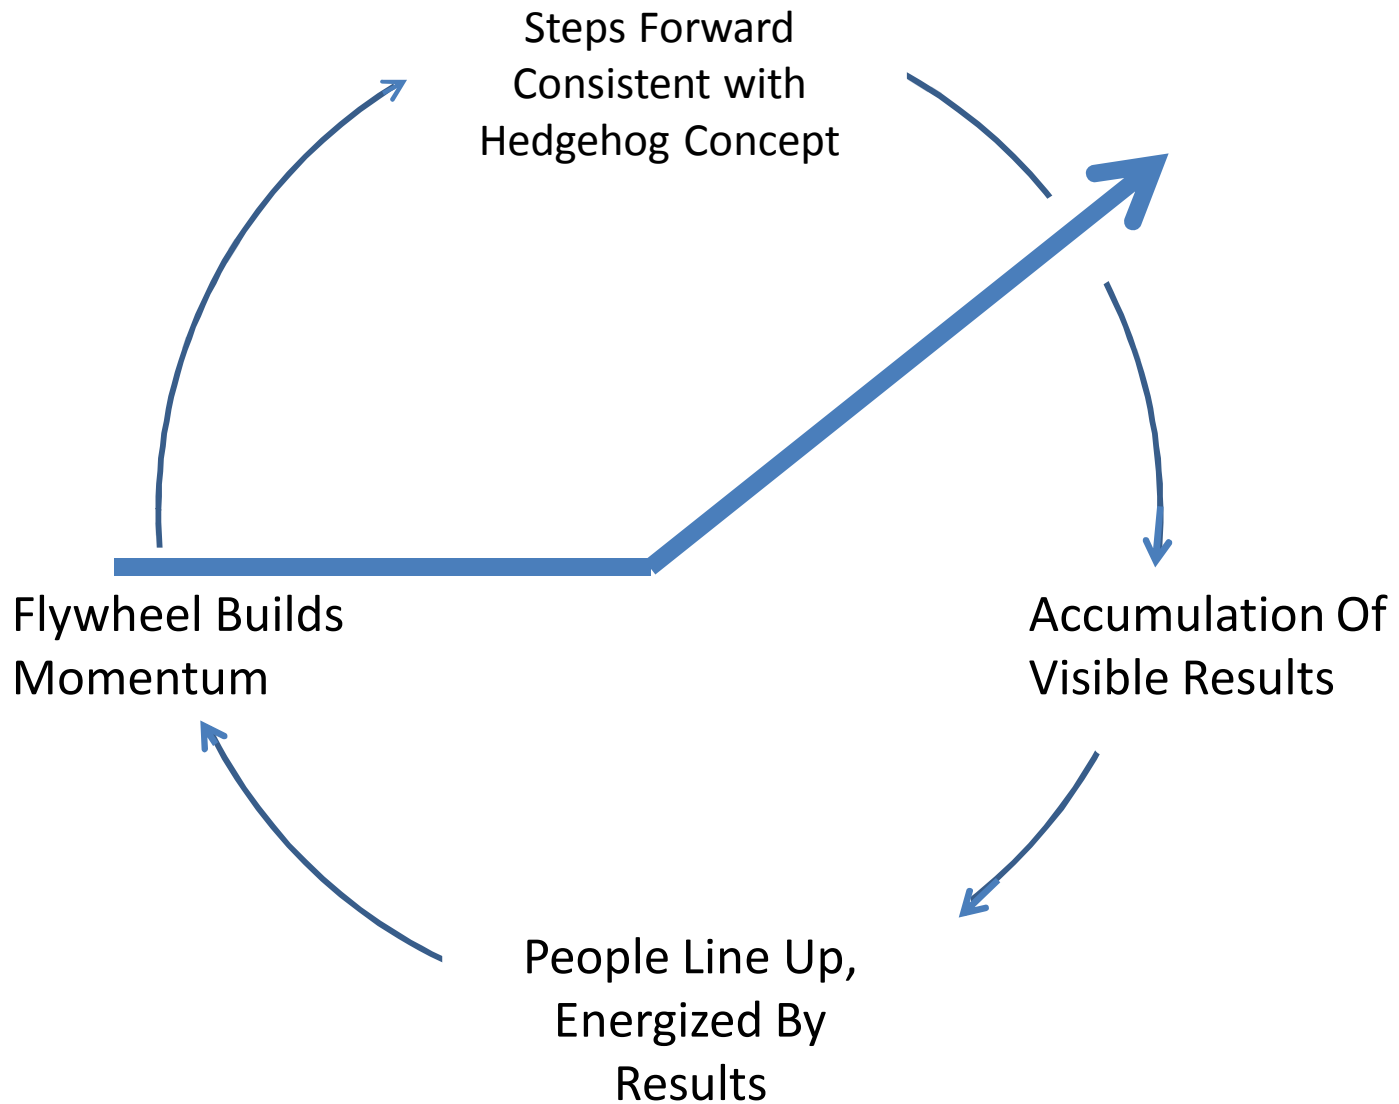 Steps Forward
Consistent with
Hedgehog Concept
Flywheel Builds
Momentum
Accumulation Of
Visible Results
People Line Up,
Energized By
Results